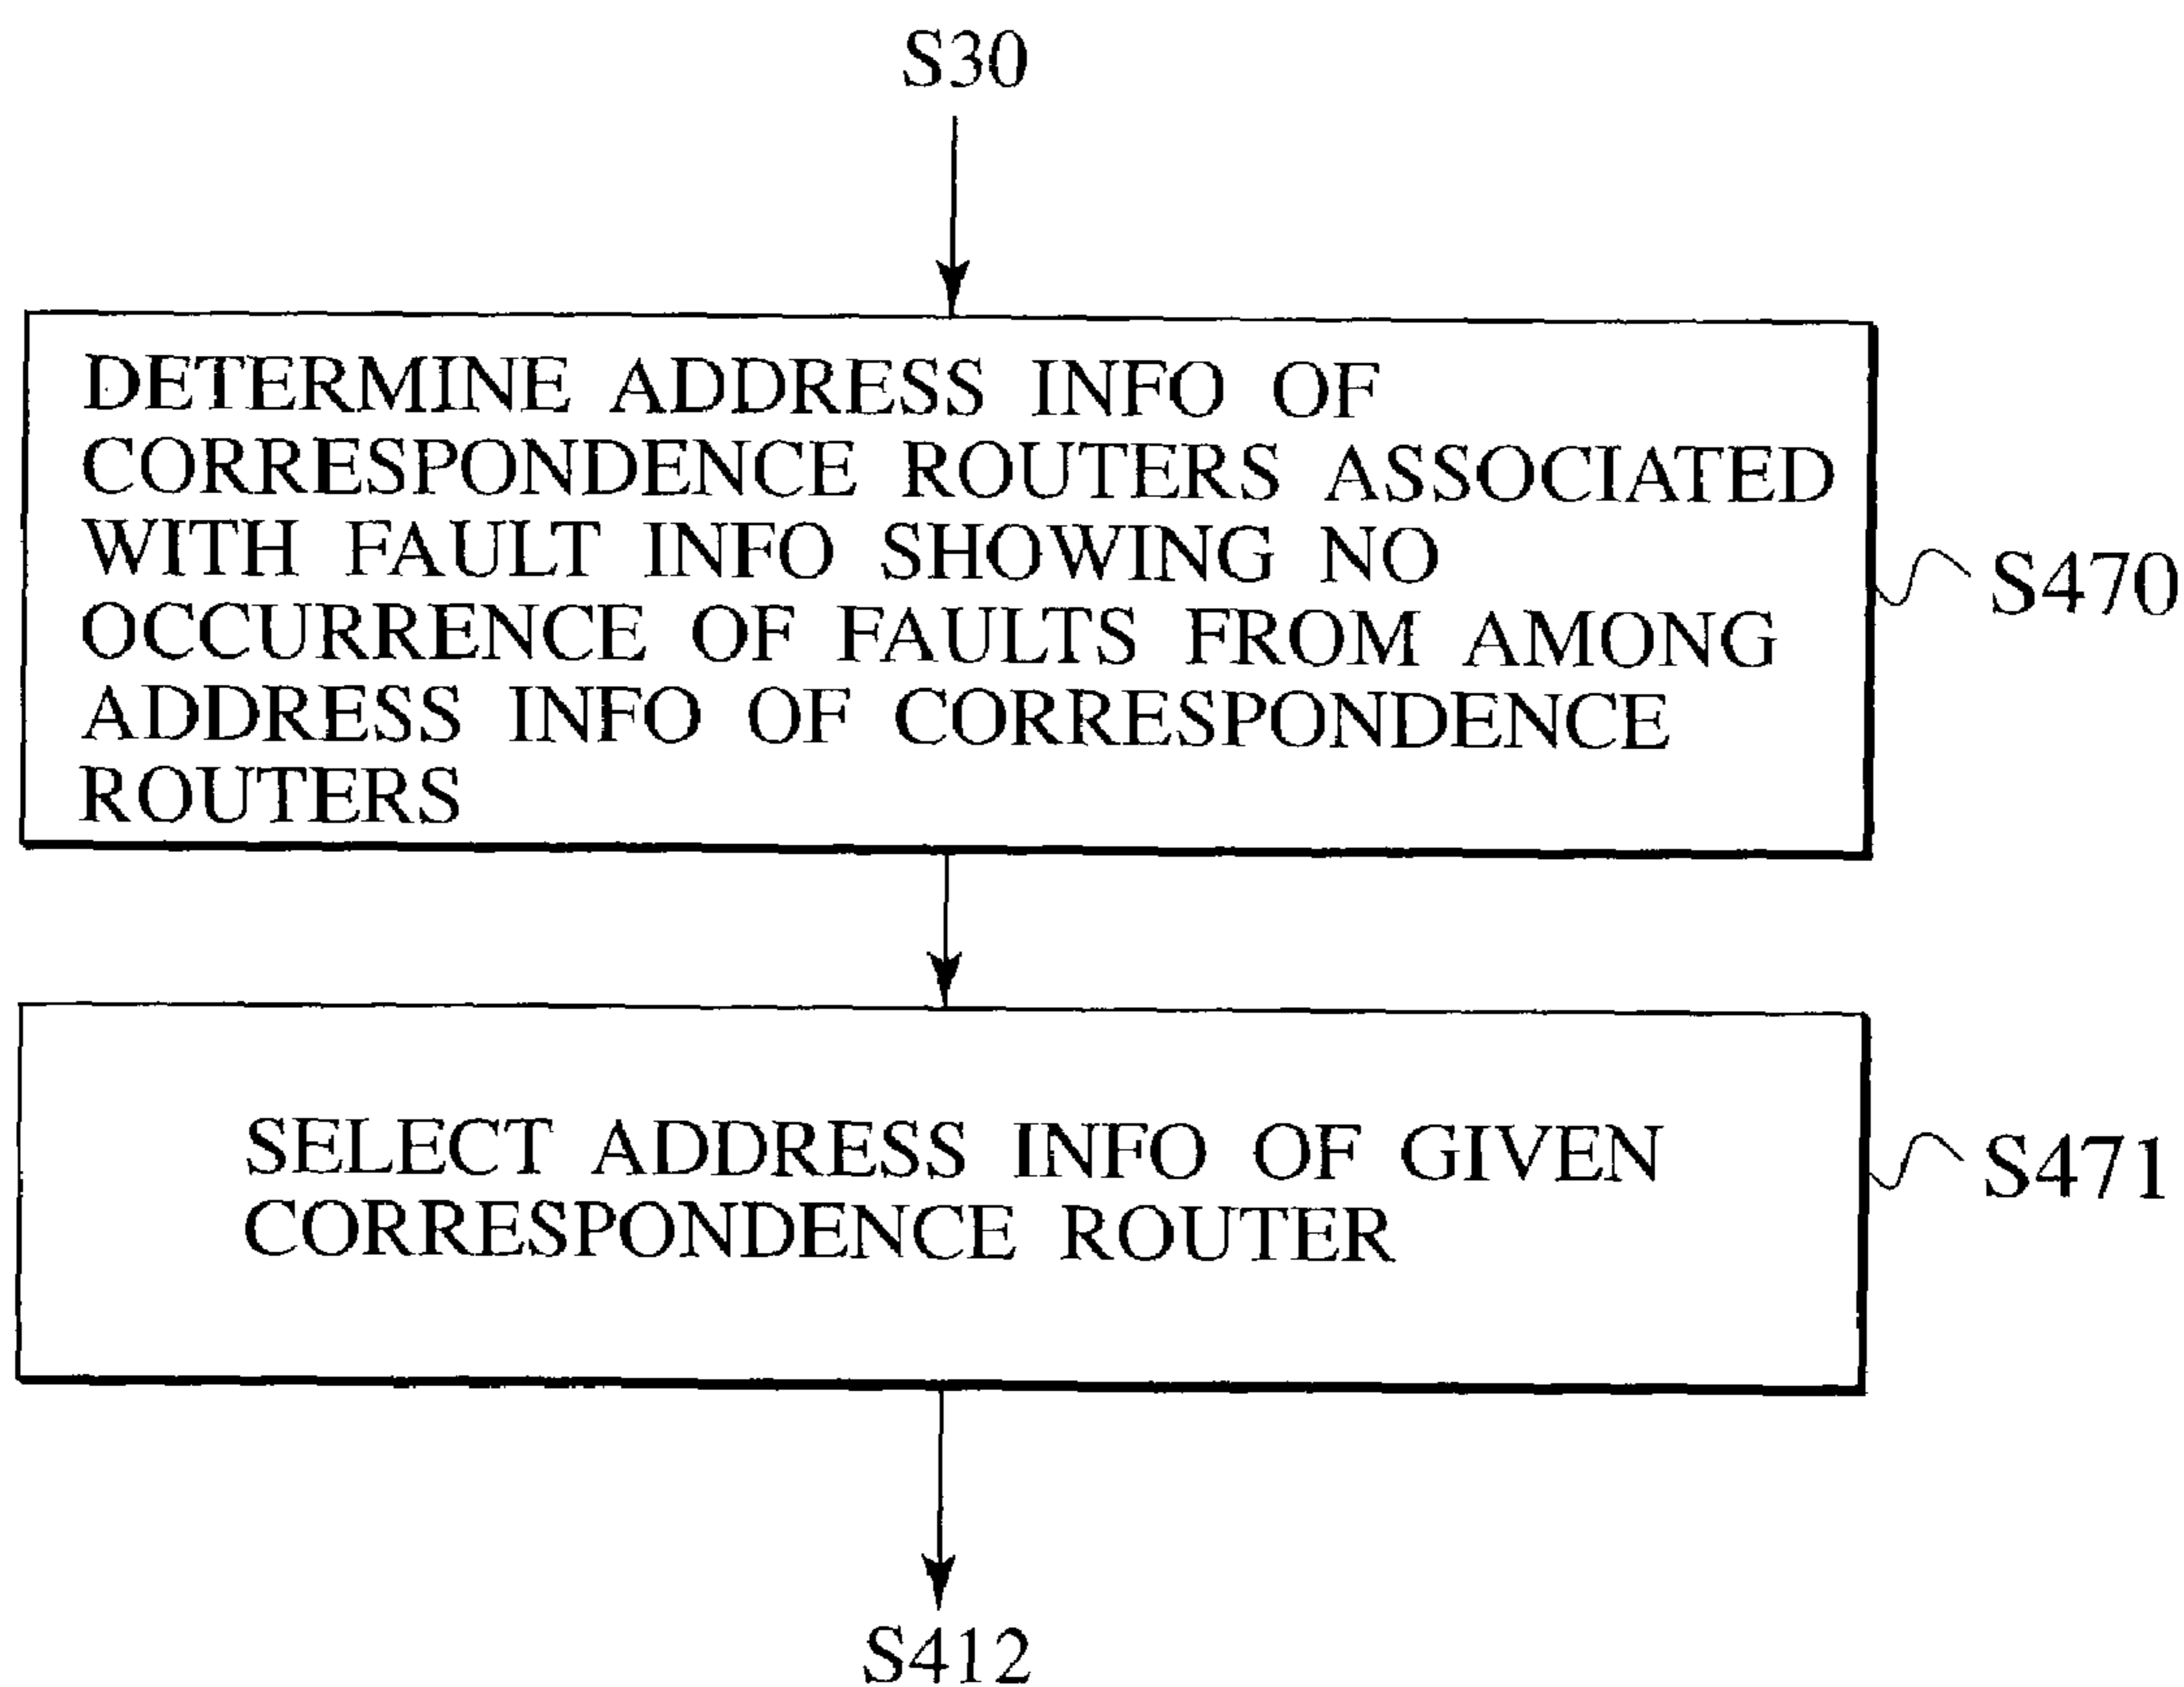 S30
DETERMINE ADDRESS INFO OF
CORRESPONDENCE ROUTERS ASSOCIATED
WITH FAULT INFO SHOWING NO
OCCURRENCE OF FAULTS FROM AMONG
ADDRESS INFO OF CORRESPONDENCE
ROUTERS
S470
SELECT ADDRESS INFO OF GIVEN
CORRESPONDENCE ROUTER
S471
S412